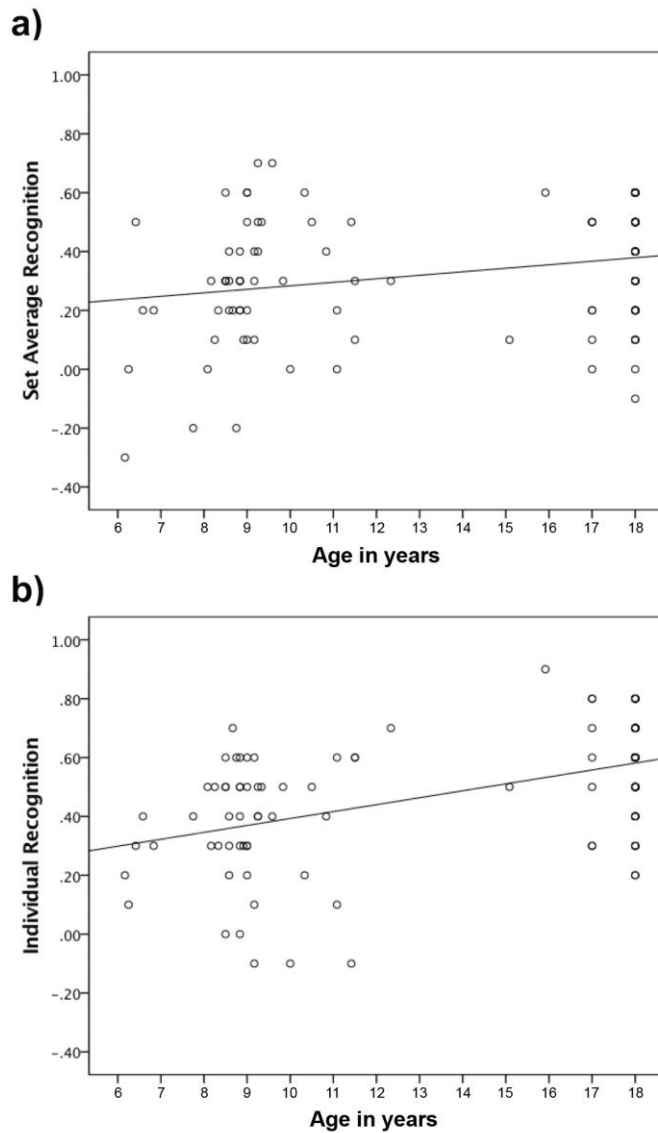 a)
1.00
.80
.60
.40
.20
.00
-.20
-.40
Set Average Recognition
6 7 8 9 10 11 12 13 14 15 16 17 18
Age in years
b)
1.00
.80
.60
.40
.20
.00
-.20
-.40
Individual Recognition
6 7 8 9 10 11 12 13 14 15 16 17 18
Age in years